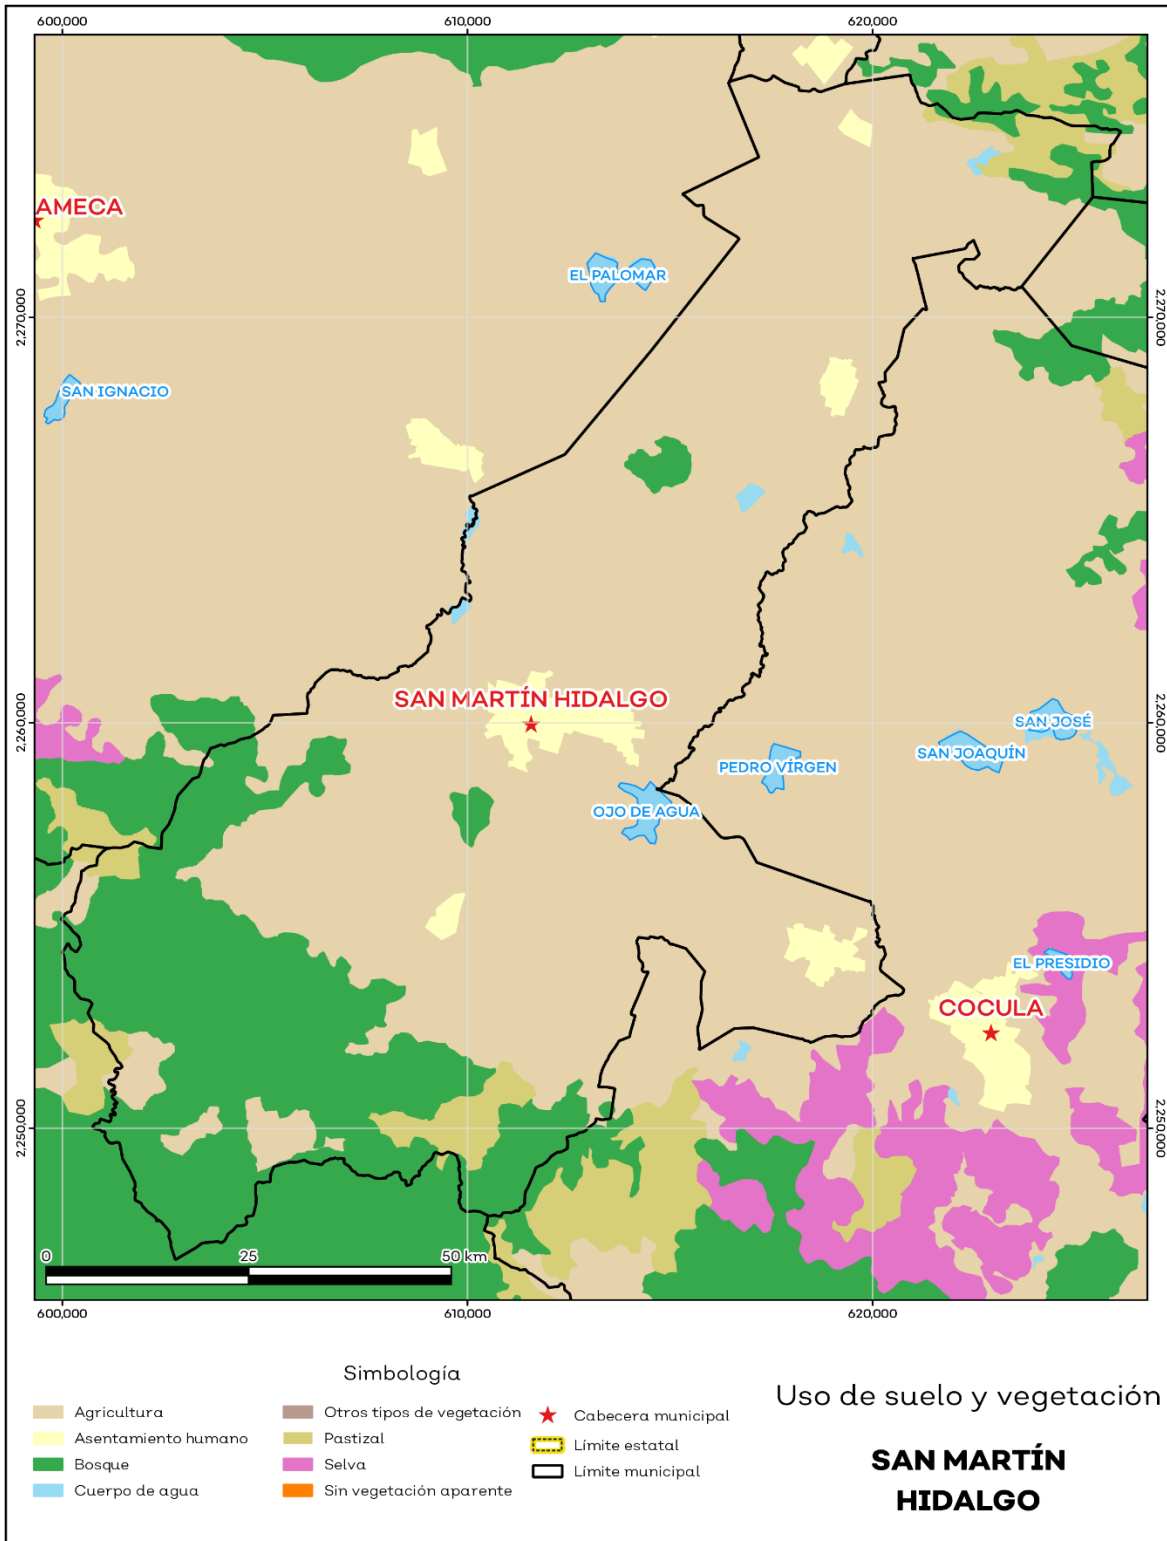 600,000
610,000
620,000
AMECA
EL PALOMAR
2,270,000
2,270,000
SAN IGNACIO
SAN MARTÍN HIDALGO
2,260,000
2,260,000
SAN JOSÉ
SAN JOAQUÍN
PEDRO VÍRGEN
OJO DE AGUA
EL PRESIDIO
COCULA
2,250,000
2,250,000
0
25
50 km
600,000
610,000
620,000
Simbología
Agricultura
Asentamiento humano
Bosque
Cuerpo de agua
Otros tipos de vegetación
Pastizal
Selva
Sin vegetación aparente
Cabecera municipal
Límite estatal
Límite municipal
Uso de suelo y vegetación
SAN MARTÍN
HIDALGO